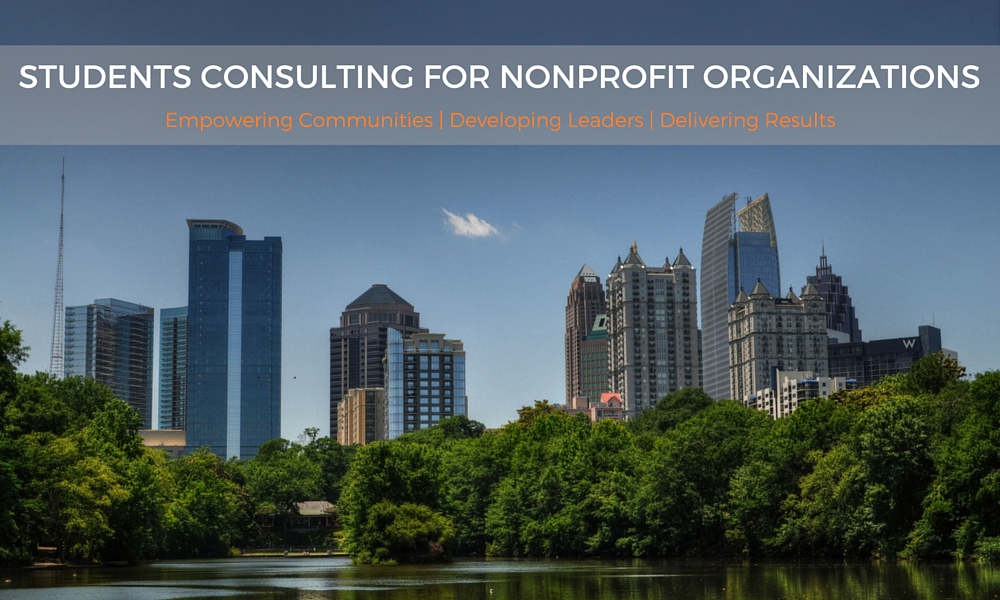 STUDENTS CONSULTING FOR NONPROFIT ORGANIZATIONS
Empowering Communities | Developing Leaders | Delivering Results
W